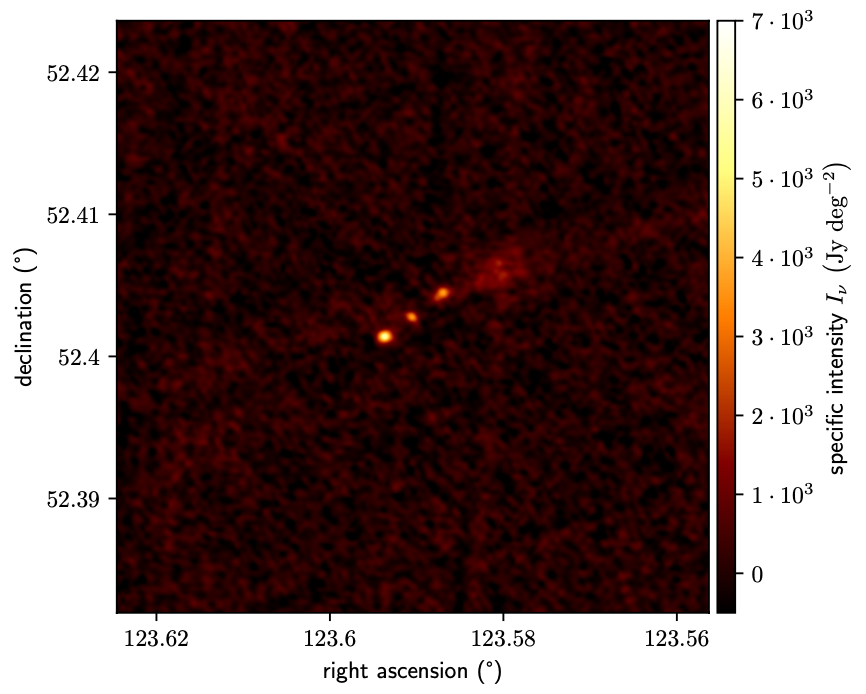 52.42
52.41
52.4
52.39
declination (°)
123.62
123.6
123.58
123.56
right ascension (°)
7 · 10³
6 · 10³
5 · 10³
4 · 10³
3 · 10³
2 · 10³
1 · 10³
0
specific intensity Iν (Jy deg⁻²)